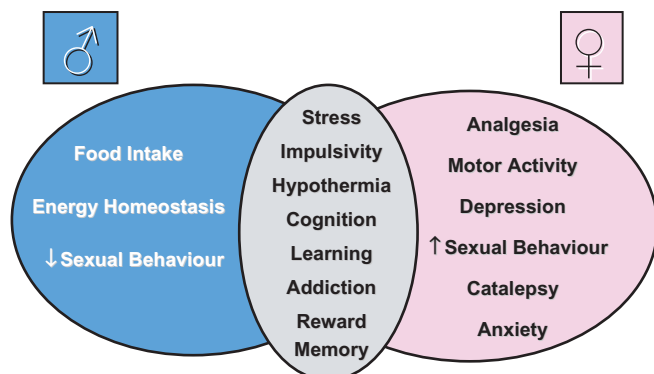 Food Intake
Energy Homeostasis
↓Sexual Behaviour
Stress
Impulsivity
Hypothermia
Cognition
Learning
Addiction
Reward
Memory
Analgesia
Motor Activity
Depression
↑Sexual Behaviour
Catalepsy
Anxiety